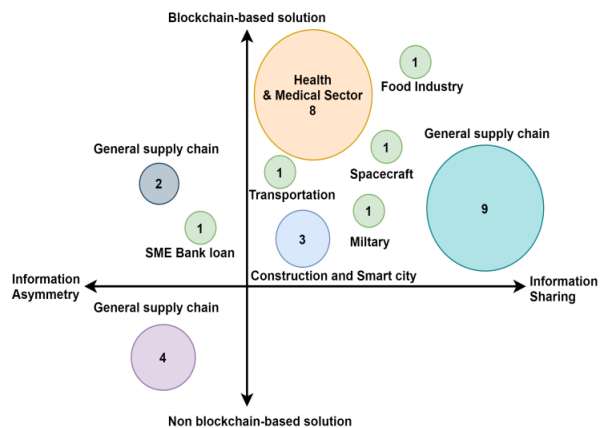 Blockchain-based solution
Health
& Medical Sector
8
1
Food Industry
General supply chain
9
1
Spacecraft
General supply chain
2
1
Transportation
1
Miltary
1
SME Bank loan
3
Construction and Smart city
Information
Asymmetry
Information
Sharing
General supply chain
4
Non blockchain-based solution